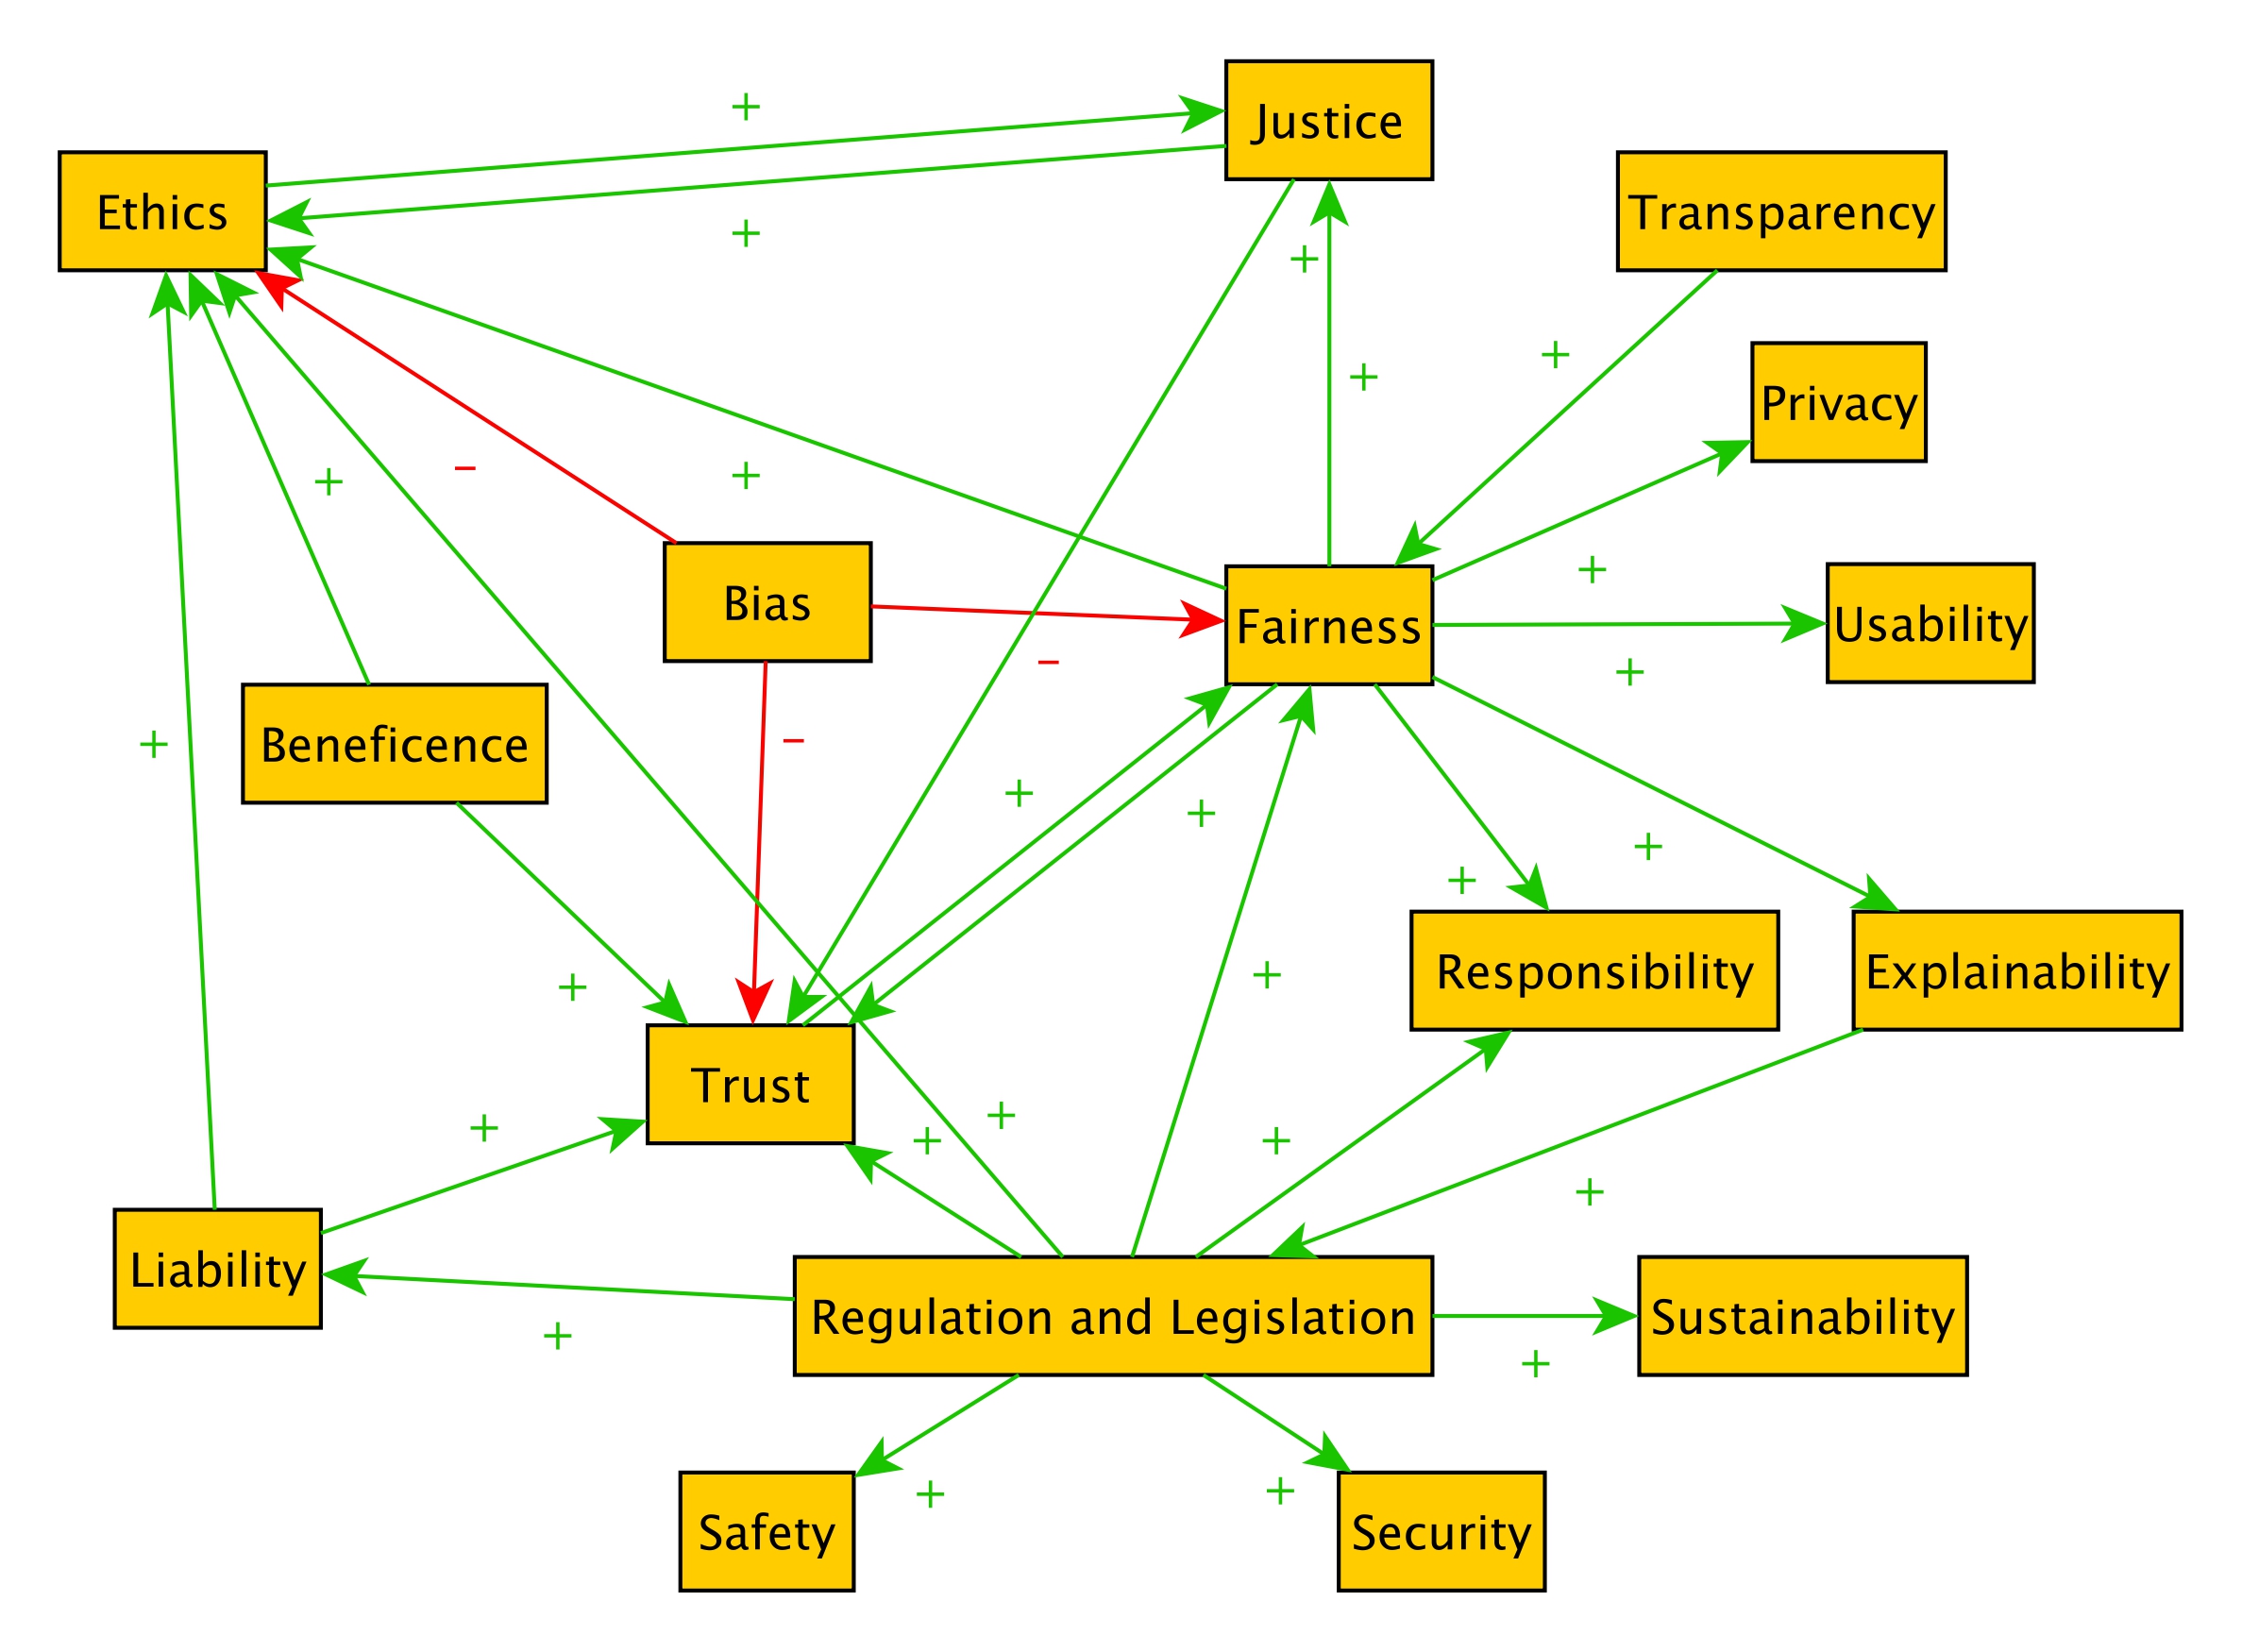 +
Justice
Ethics
Transparency
+
+
+
+
Privacy
+
–
+
+
Bias
Fairness
Usability
–
+
Beneficence
+
–
+
+
+
+
Responsibility
Explainability
+
+
Trust
+
+
+
+
+
Liability
Regulation and Legislation
Sustainability
+
+
+
+
Safety
Security